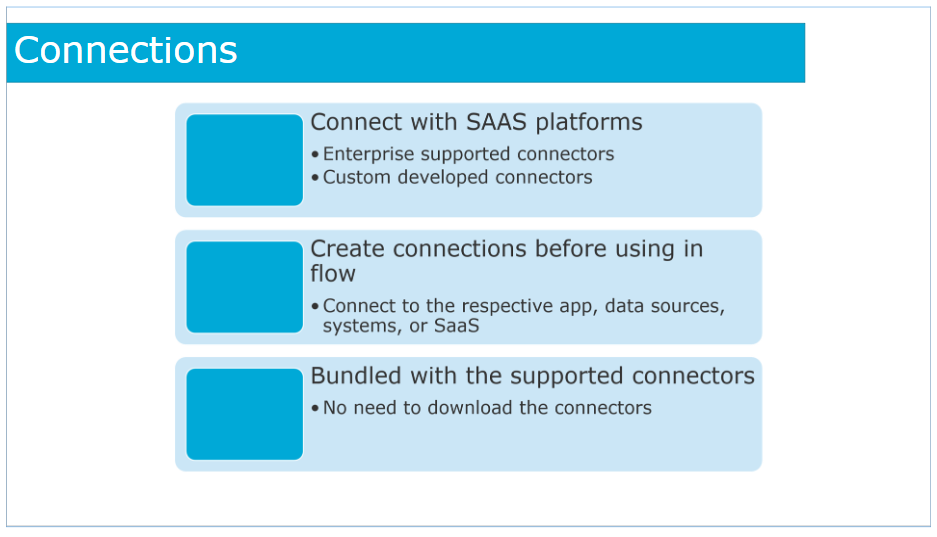 Connections
Connect with SAAS platforms
• Enterprise supported connectors
• Custom developed connectors
Create connections before using in
flow
• Connect to the respective app, data sources,
systems, or SaaS
Bundled with the supported connectors
• No need to download the connectors